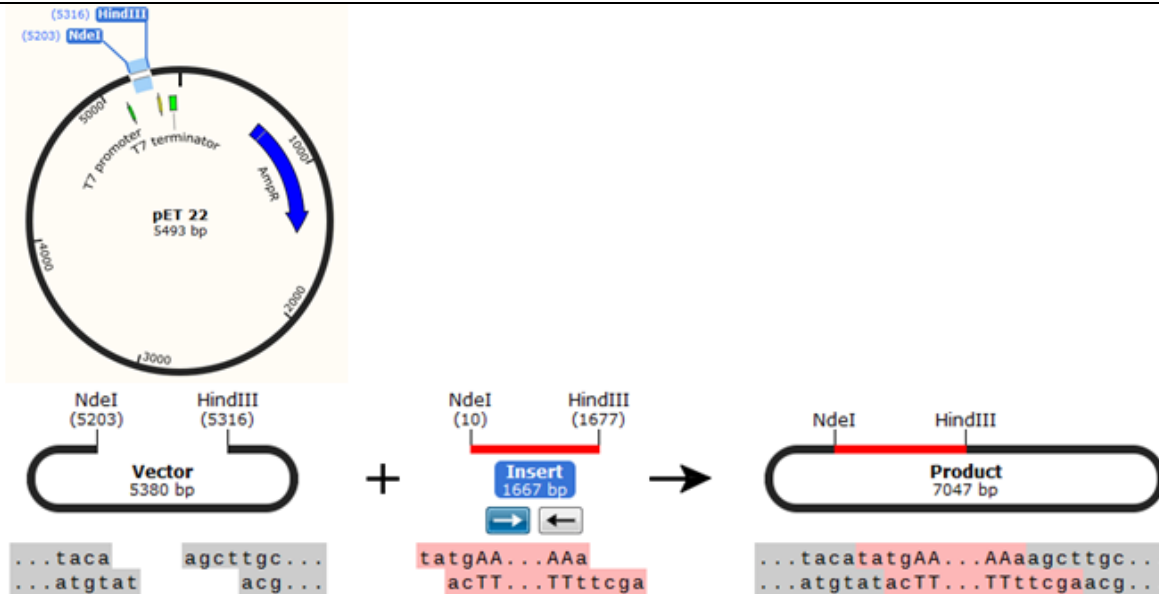 (5316) HindIII
(5203) NdeI
5000
1000
T7 promoter
T7 terminator
AmpR
pET 22
5493 bp
4000
2000
3000
NdeI HindIII
(5203) (5316)
Vector
5380 bp
+
NdeI HindIII
(10) (1677)
Insert
1667 bp
NdeI HindIII
Product
7047 bp
...taca agcttgc...
...atgtat acg...
tatgAA...AAa
acTT...TTttcga
...tacatatgAA...AAaagcttgc..
...atgtatacTT...TTttcgaacg..